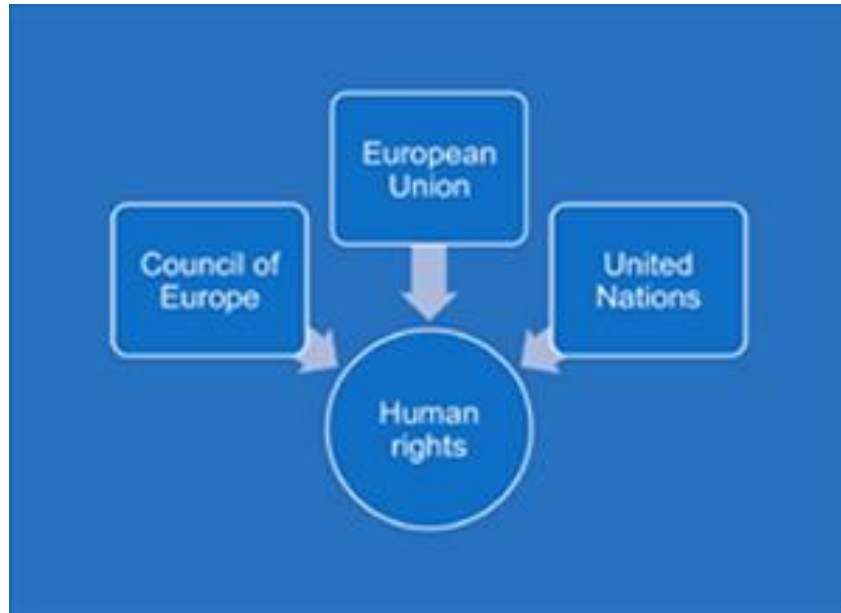 European
Union
Council of
Europe
United
Nations
Human
rights